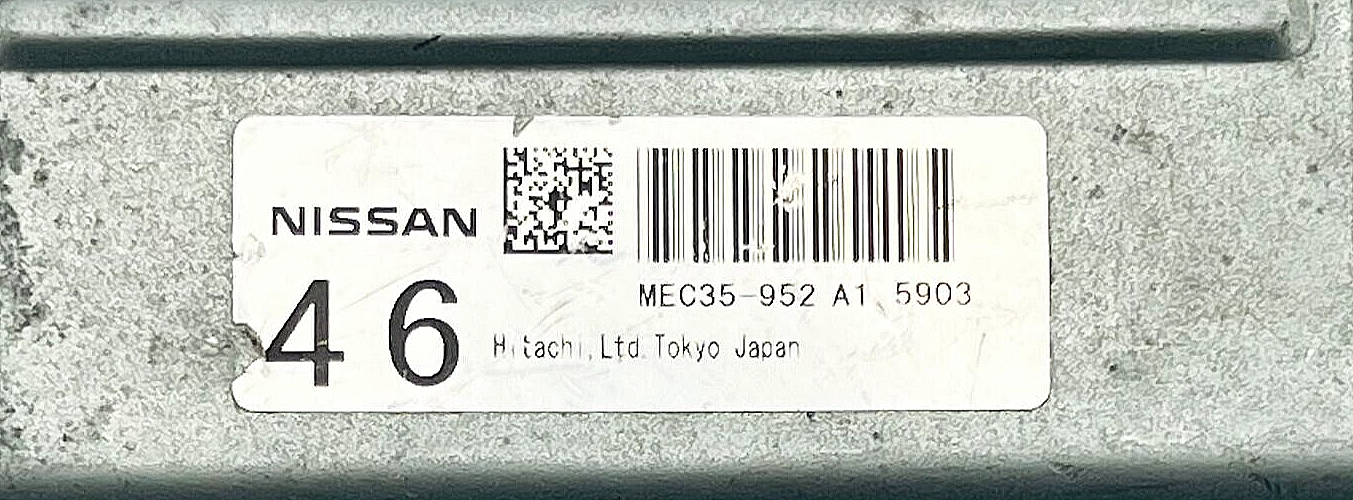 NISSAN
MEC35-952 A1 5903
46
Hitachi,Ltd.Tokyo Japan